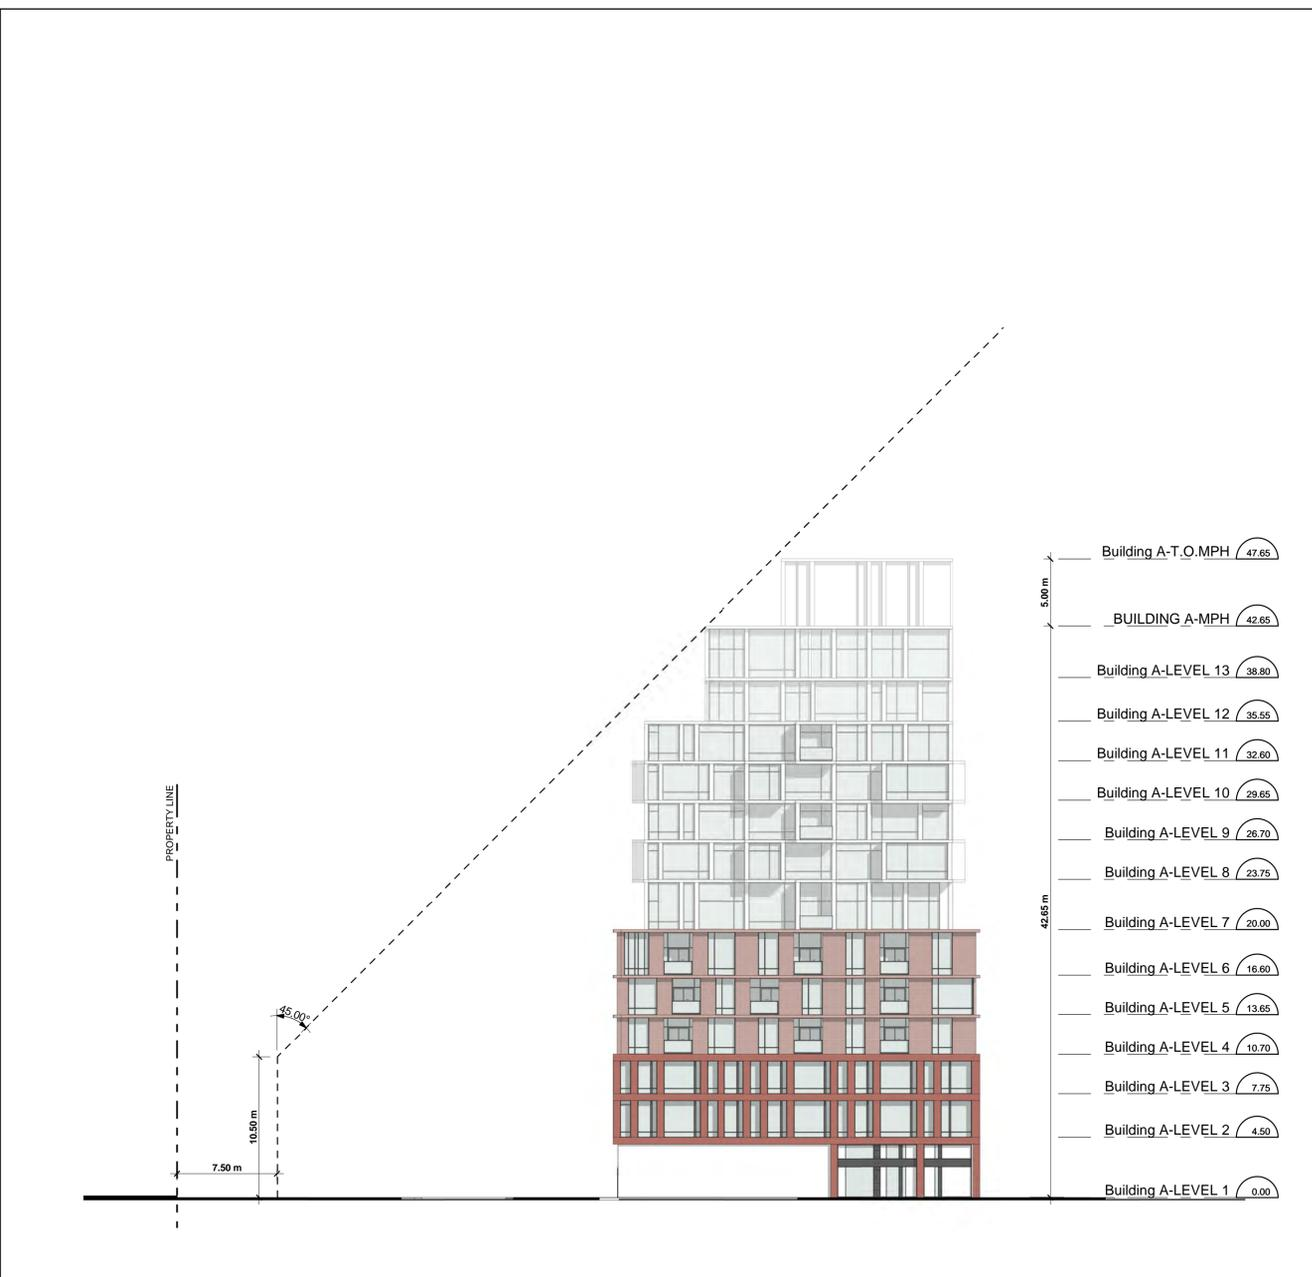 Building A-T.O.MPH 47.65
5.00 m
BUILDING A-MPH 42.65
Building A-LEVEL 13 38.80
Building A-LEVEL 12 35.55
Building A-LEVEL 11 32.60
PROPERTY LINE
Building A-LEVEL 10 29.65
Building A-LEVEL 9 26.70
Building A-LEVEL 8 23.75
42.65 m
Building A-LEVEL 7 20.00
Building A-LEVEL 6 16.60
Building A-LEVEL 5 13.65
45.00°
Building A-LEVEL 4 10.70
Building A-LEVEL 3 7.75
10.50 m
Building A-LEVEL 2 4.50
7.50 m
Building A-LEVEL 1 0.00